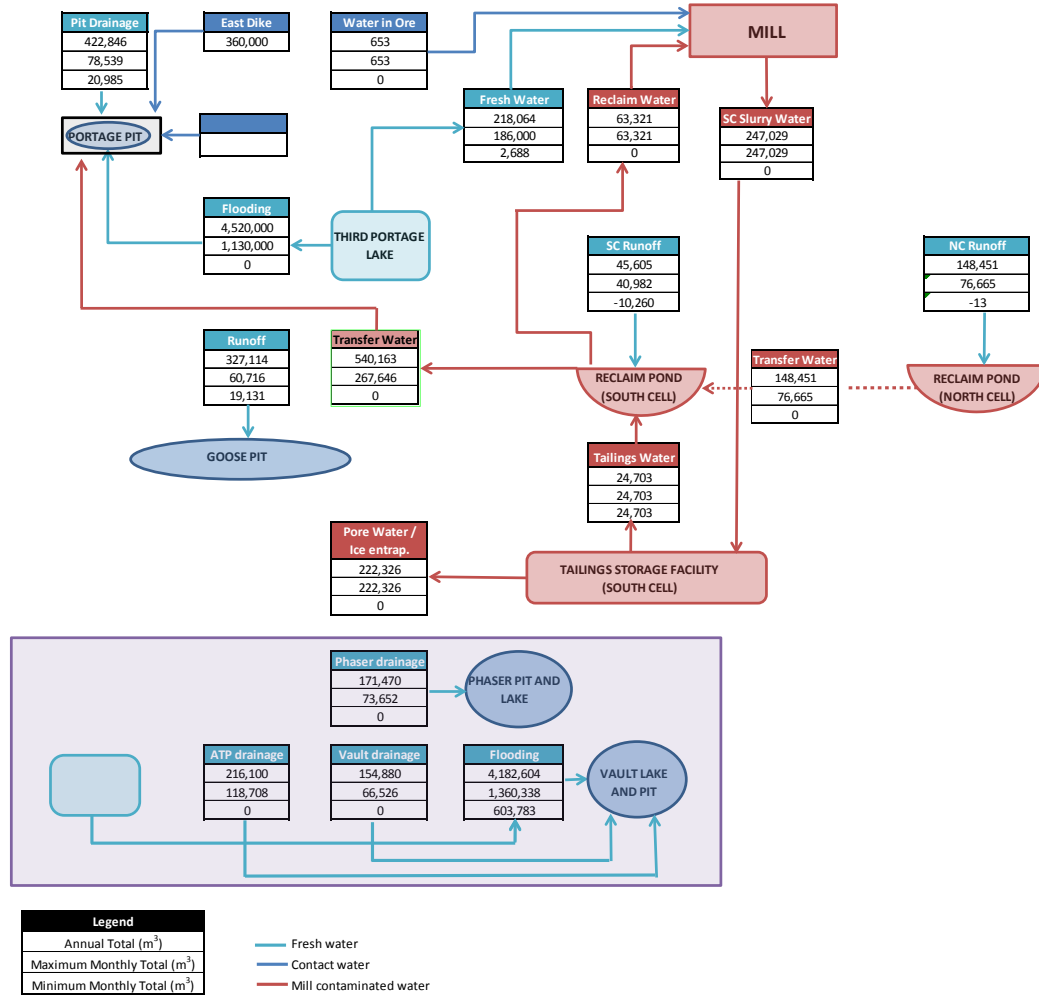 Pit Drainage
422,846
78,539
20,985
East Dike
360,000
Water in Ore
653
653
0
MILL
Fresh Water
218,064
186,000
2,688
Reclaim Water
63,321
63,321
0
SC Slurry Water
247,029
247,029
0
PORTAGE PIT
Flooding
4,520,000
1,130,000
0
THIRD PORTAGE
LAKE
SC Runoff
45,605
40,982
-10,260
NC Runoff
148,451
76,665
-13
Runoff
327,114
60,716
19,131
Transfer Water
540,163
267,646
0
RECLAIM POND
(SOUTH CELL)
Transfer Water
148,451
76,665
0
RECLAIM POND
(NORTH CELL)
GOOSE PIT
Tailings Water
24,703
24,703
24,703
Pore Water /
Ice entrap.
222,326
222,326
0
TAILINGS STORAGE FACILITY
(SOUTH CELL)
Phaser drainage
171,470
73,652
0
PHASER PIT AND
LAKE
ATP drainage
216,100
118,708
0
Vault drainage
154,880
66,526
0
Flooding
4,182,604
1,360,338
603,783
VAULT LAKE
AND PIT
Legend
Annual Total (m³)
Maximum Monthly Total (m³)
Minimum Monthly Total (m³)
Fresh water
Contact water
Mill contaminated water